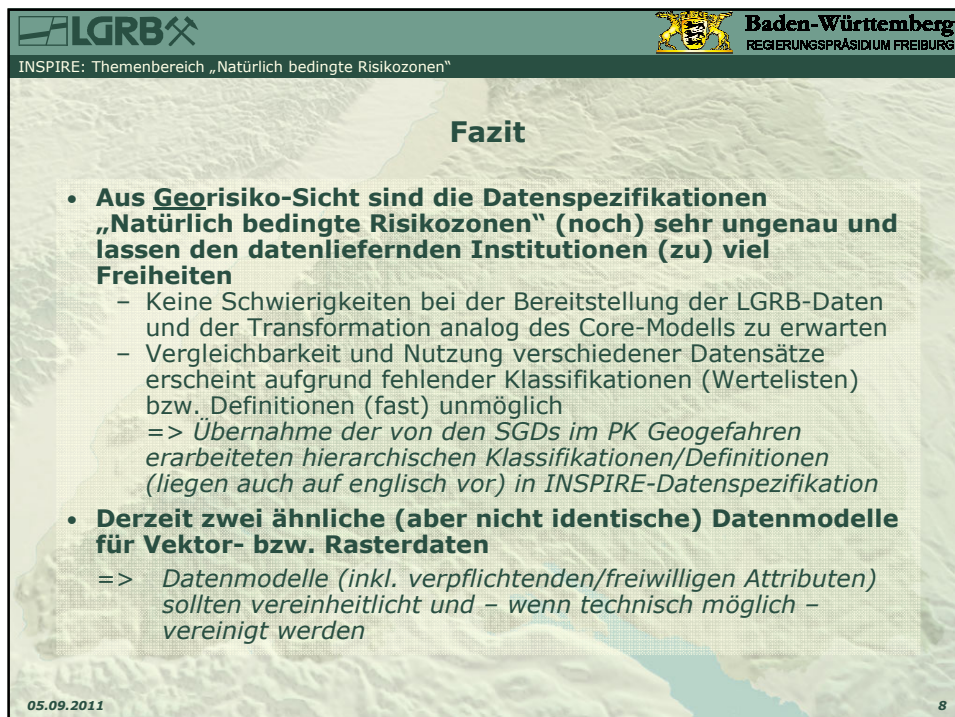 LGRB
Baden-Württemberg
REGIERUNGSPRÄSIDIUM FREIBURG
INSPIRE: Themenbereich „Natürlich bedingte Risikozonen“
Fazit
• Aus Georisiko-Sicht sind die Datenspezifikationen
„Natürlich bedingte Risikozonen“ (noch) sehr ungenau und
lassen den datenliefernden Institutionen (zu) viel
Freiheiten
– Keine Schwierigkeiten bei der Bereitstellung der LGRB-Daten
und der Transformation analog des Core-Modells zu erwarten
– Vergleichbarkeit und Nutzung verschiedener Datensätze
erscheint aufgrund fehlender Klassifikationen (Wertelisten)
bzw. Definitionen (fast) unmöglich
=> Übernahme der von den SGDs im PK Geogefahren
erarbeiteten hierarchischen Klassifikationen/Definitionen
(liegen auch auf englisch vor) in INSPIRE-Datenspezifikation
• Derzeit zwei ähnliche (aber nicht identische) Datenmodelle
für Vektor- bzw. Rasterdaten
=> Datenmodelle (inkl. verpflichtenden/freiwilligen Attributen)
sollten vereinheitlicht und – wenn technisch möglich –
vereinigt werden
05.09.2011
8